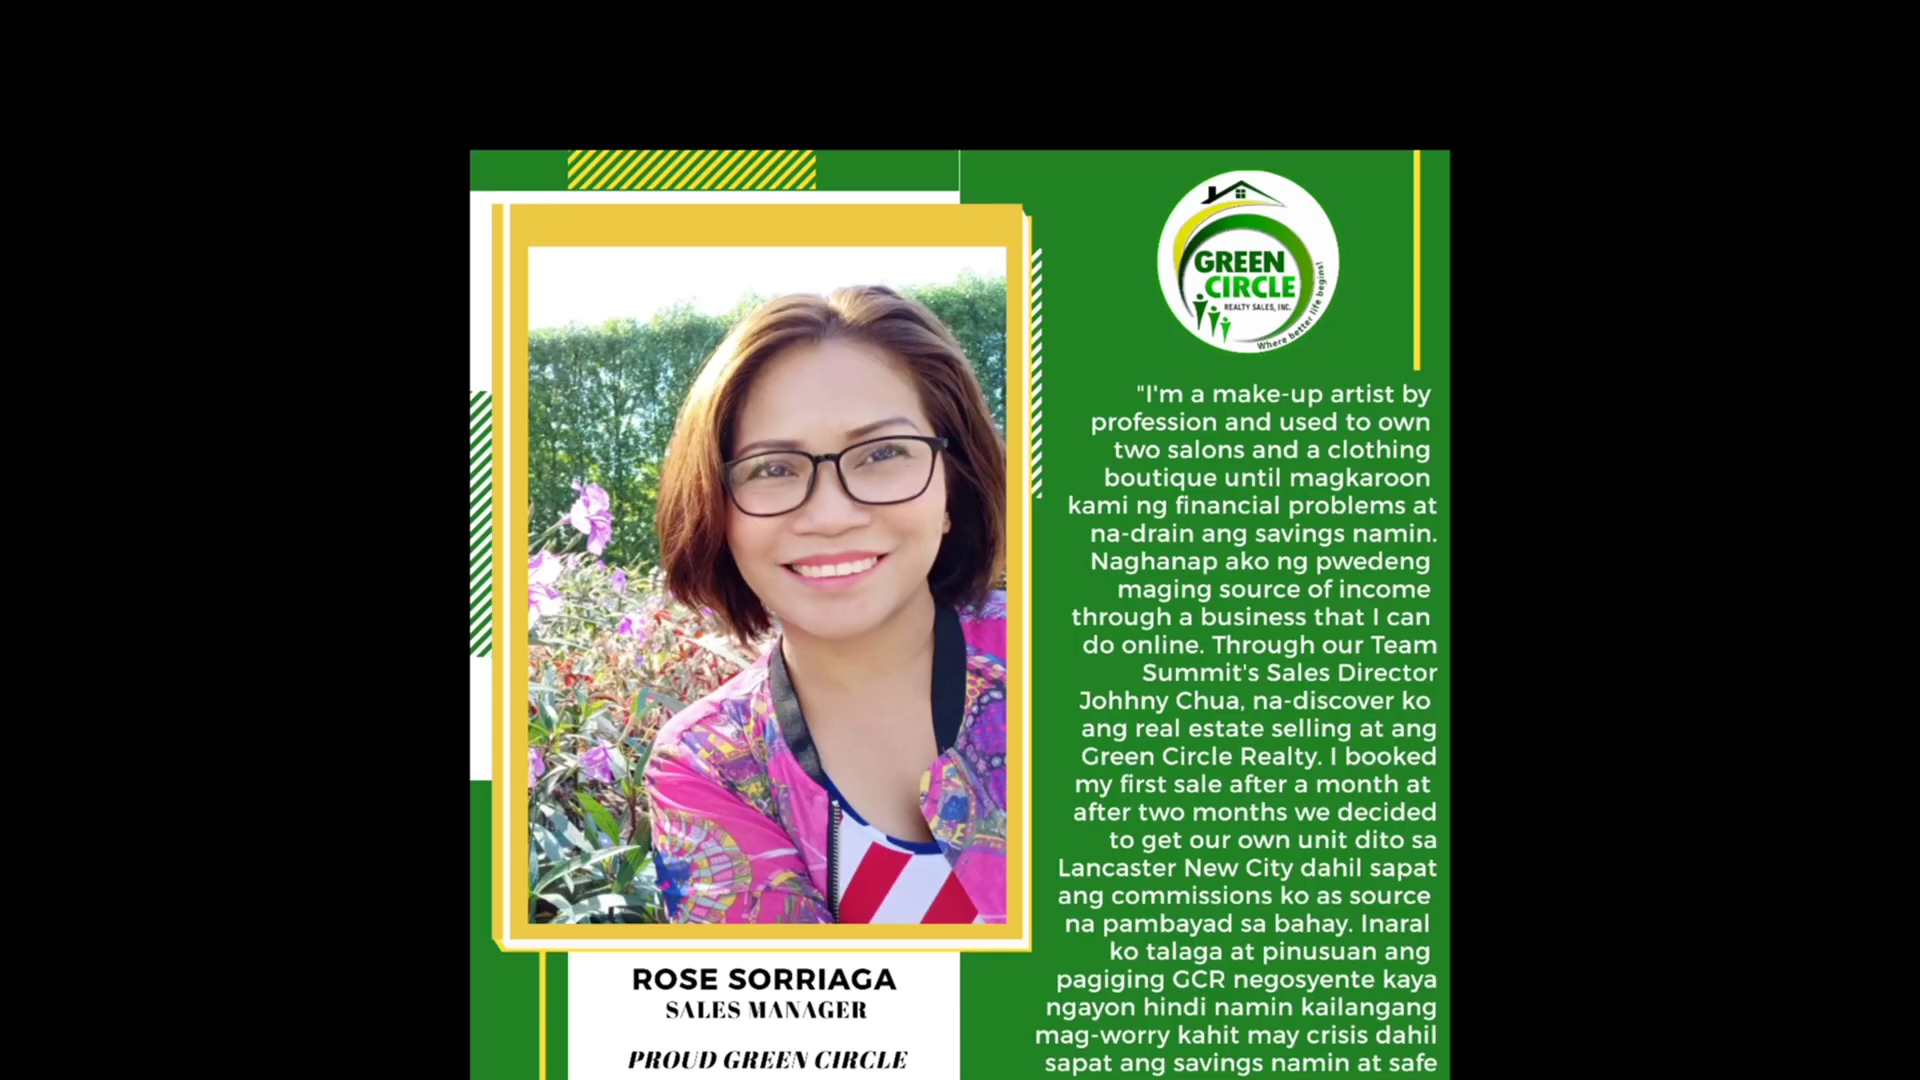 GREEN
CIRCLE
REALTY SALES, INC.
Where better life begins!
"I'm a make-up artist by
profession and used to own
two salons and a clothing
boutique until magkaroon
kami ng financial problems at
na-drain ang savings namin.
Naghanap ako ng pwedeng
maging source of income
through a business that I can
do online. Through our Team
Summit's Sales Director
Johhny Chua, na-discover ko
ang real estate selling at ang
Green Circle Realty. I booked
my first sale after a month at
after two months we decided
to get our own unit dito sa
Lancaster New City dahil sapat
ang commissions ko as source
na pambayad sa bahay. Inaral
ko talaga at pinusuan ang
pagiging GCR negosyente kaya
ngayon hindi namin kailangang
mag-worry kahit may crisis dahil
sapat ang savings namin at safe
ROSE SORRIAGA
SALES MANAGER
PROUD GREEN CIRCLE